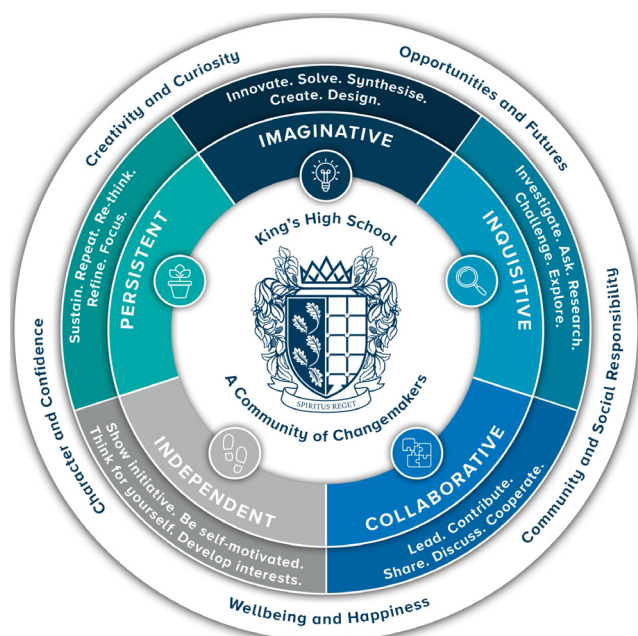 Creativity and Curiosity
Opportunities and Futures
Community and Social Responsibility
Wellbeing and Happiness
Character and Confidence
Innovate. Solve. Synthesise.
Create. Design.
IMAGINATIVE
Investigate. Ask. Research.
Challenge. Explore.
INQUISITIVE
COLLABORATIVE
Lead. Contribute.
Share. Discuss. Cooperate.
INDEPENDENT
Show initiative. Be self-motivated.
Think for yourself. Develop interests.
Sustain. Repeat. Re-think.
Refine. Focus.
PERSISTENT
King's High School
SPIRITUS REGET
A Community of Changemakers